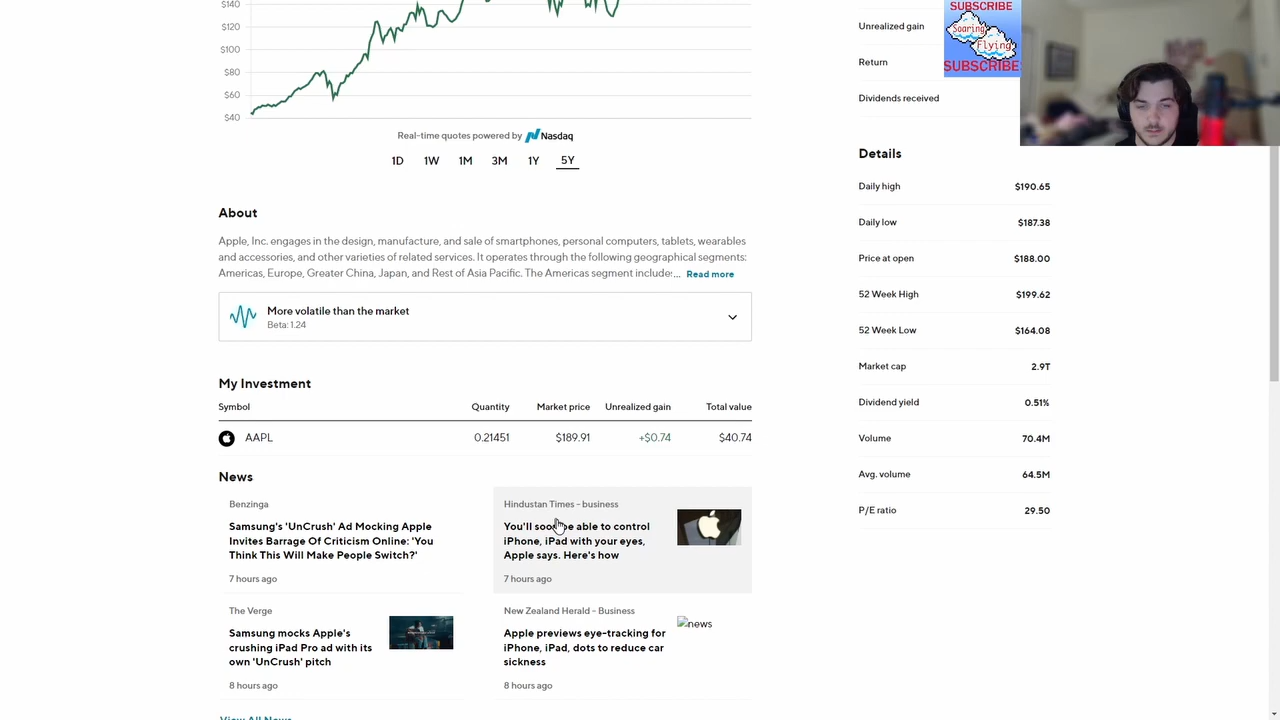 $140
$100
$80
$60
$40
Real-time quotes powered by Nasdaq
1D 1W 1M 3M 1Y 5Y
About
Apple, Inc. engages in the design, manufacture, and sale of smartphones, personal computers, tablets, wearables
and accessories, and other varieties of related services. It operates through the following geographical segments:
Americas, Europe, Greater China, Japan, and Rest of Asia Pacific. The Americas segment include:... Read more
More volatile than the market
Beta: 1.24
My Investment
Symbol Quantity Market price Unrealized gain Total value
AAPL 0.21451 $189.91 +$0.74 $40.74
News
Benzinga
Samsung's 'UnCrush' Ad Mocking Apple
Invites Barrage Of Criticism Online: 'You
Think This Will Make People Switch?'
7 hours ago
Hindustan Times - business
You'll soon be able to control
iPhone, iPad with your eyes,
Apple says. Here's how
7 hours ago
The Verge
Samsung mocks Apple's
crushing iPad Pro ad with its
own 'UnCrush' pitch
8 hours ago
New Zealand Herald - Business
Apple previews eye-tracking for
iPhone, iPad, dots to reduce car
sickness
news
8 hours ago
View All News
Unrealized gain
Return
Dividends received
SUBSCRIBE
Soaring
Flying
SUBSCRIBE
Details
Daily high $190.65
Daily low $187.38
Price at open $188.00
52 Week High $199.62
52 Week Low $164.08
Market cap 2.9T
Dividend yield 0.51%
Volume 70.4M
Avg. volume 64.5M
P/E ratio 29.50